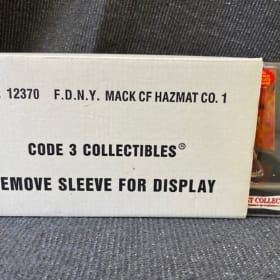 . 12370 F.D.N.Y. MACK CF HAZMAT CO. 1
CODE 3 COLLECTIBLES®
EMOVE SLEEVE FOR DISPLAY